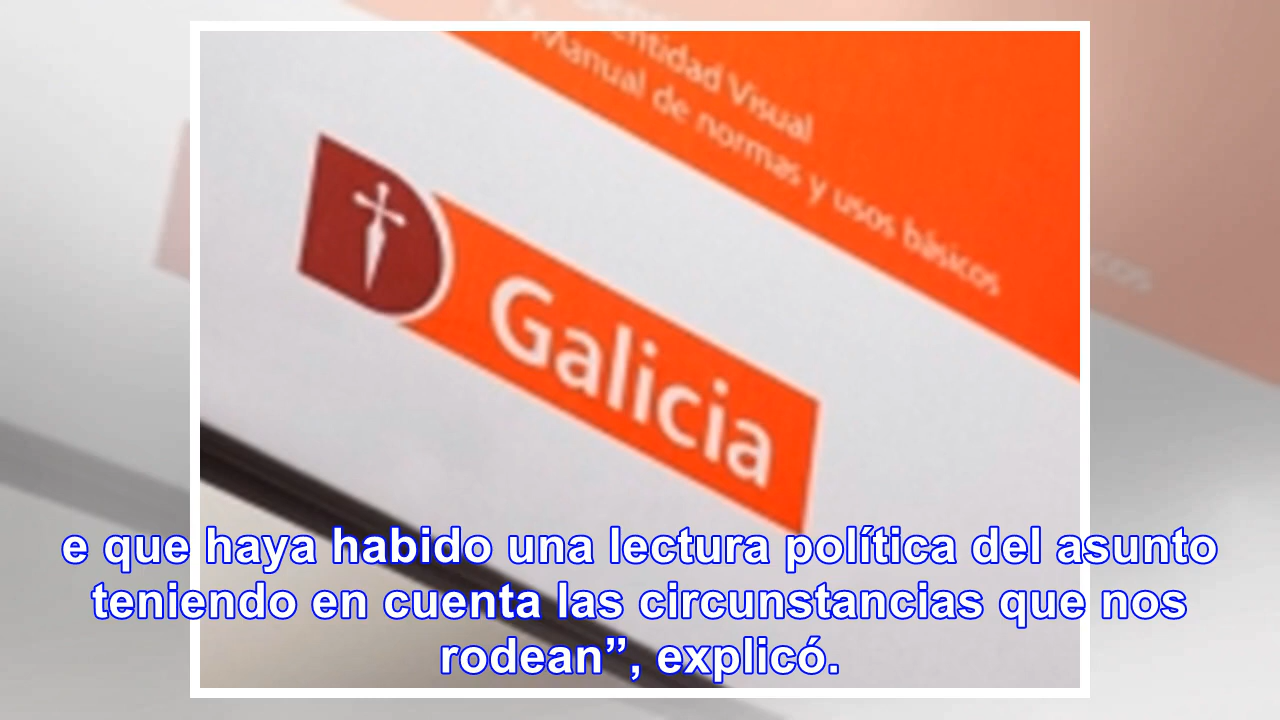 Visual
Manual de normas y usos básicos
Galicia
e que haya habido una lectura política del asunto
teniendo en cuenta las circunstancias que nos
rodean”, explicó.